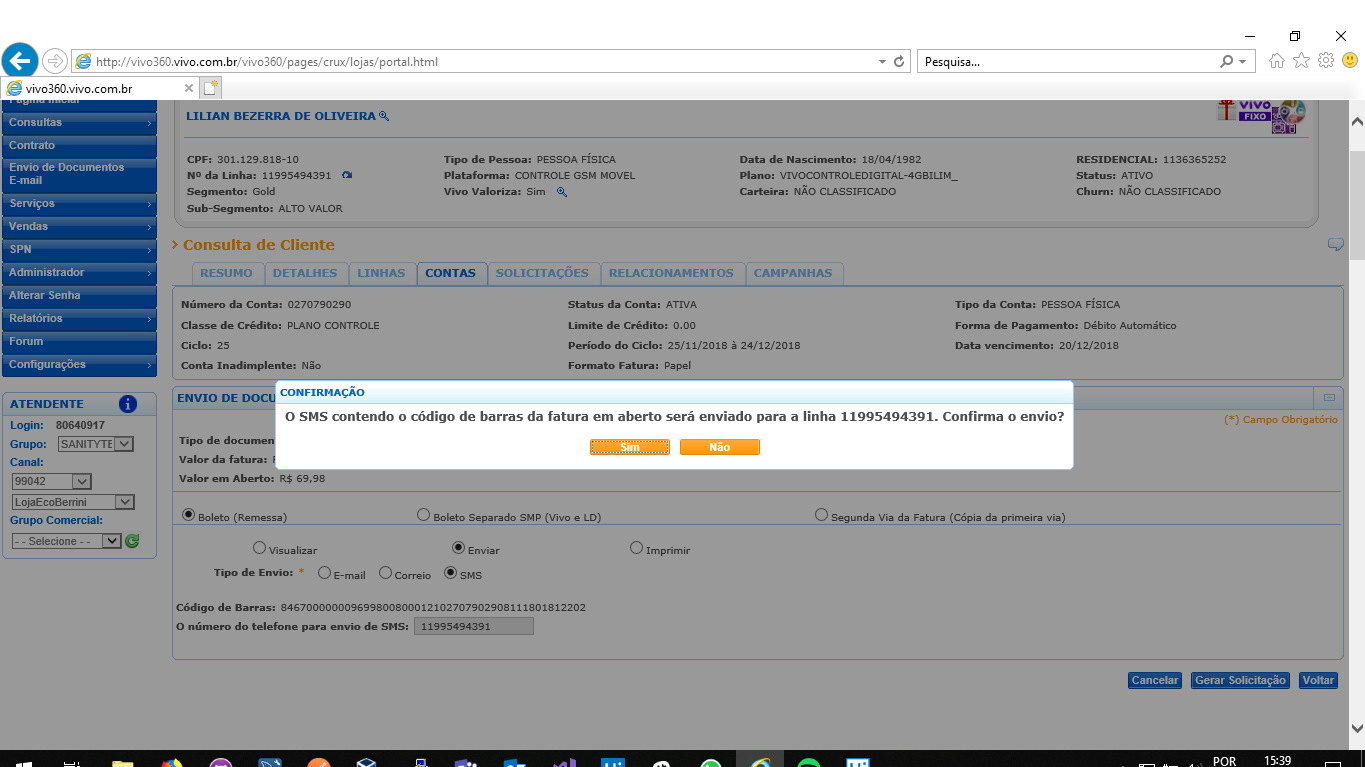 http://vivo360.vivo.com.br/vivo360/pages/crux/lojas/portal.html
Pesquisa...
vivo360.vivo.com.br
Página Inicial
Consultas
Contrato
Envio de Documentos
E-mail
Serviços
Vendas
SPN
Administrador
Alterar Senha
Relatórios
Forum
Configurações
ATENDENTE
Login: 80640917
Grupo: SANITYTE
Canal:
99042
LojaEcoBerrini
Grupo Comercial:
- - Selecione - -
LILIAN BEZERRA DE OLIVEIRA
vivo
FIXO
CPF: 301.129.818-10 Tipo de Pessoa: PESSOA FÍSICA Data de Nascimento: 18/04/1982 RESIDENCIAL: 1136365252
Nº da Linha: 11995494391 Plataforma: CONTROLE GSM MOVEL Plano: VIVOCONTROLEDIGITAL-4GBILIM_ Status: ATIVO
Segmento: Gold Vivo Valoriza: Sim Carteira: NÃO CLASSIFICADO Churn: NÃO CLASSIFICADO
Sub-Segmento: ALTO VALOR
Consulta de Cliente
RESUMO DETALHES LINHAS CONTAS SOLICITAÇÕES RELACIONAMENTOS CAMPANHAS
Número da Conta: 0270790290 Status da Conta: ATIVA Tipo da Conta: PESSOA FÍSICA
Classe de Crédito: PLANO CONTROLE Limite de Crédito: 0.00 Forma de Pagamento: Débito Automático
Ciclo: 25 Período do Ciclo: 25/11/2018 à 24/12/2018 Data vencimento: 20/12/2018
Conta Inadimplente: Não Formato Fatura: Papel
ENVIO DE DOCU
CONFIRMAÇÃO
O SMS contendo o código de barras da fatura em aberto será enviado para a linha 11995494391. Confirma o envio?
Sim Não
(*) Campo Obrigatório
Tipo de documen
Valor da fatura:
Valor em Aberto: R$ 69,98
Boleto (Remessa) Boleto Separado SMP (Vivo e LD) Segunda Via da Fatura (Cópia da primeira via)
Visualizar Enviar Imprimir
Tipo de Envio: * E-mail Correio SMS
Código de Barras: 846700000009699800800012102707902908111801812202
O número do telefone para envio de SMS: 11995494391
Cancelar Gerar Solicitação Voltar
POR
15:39